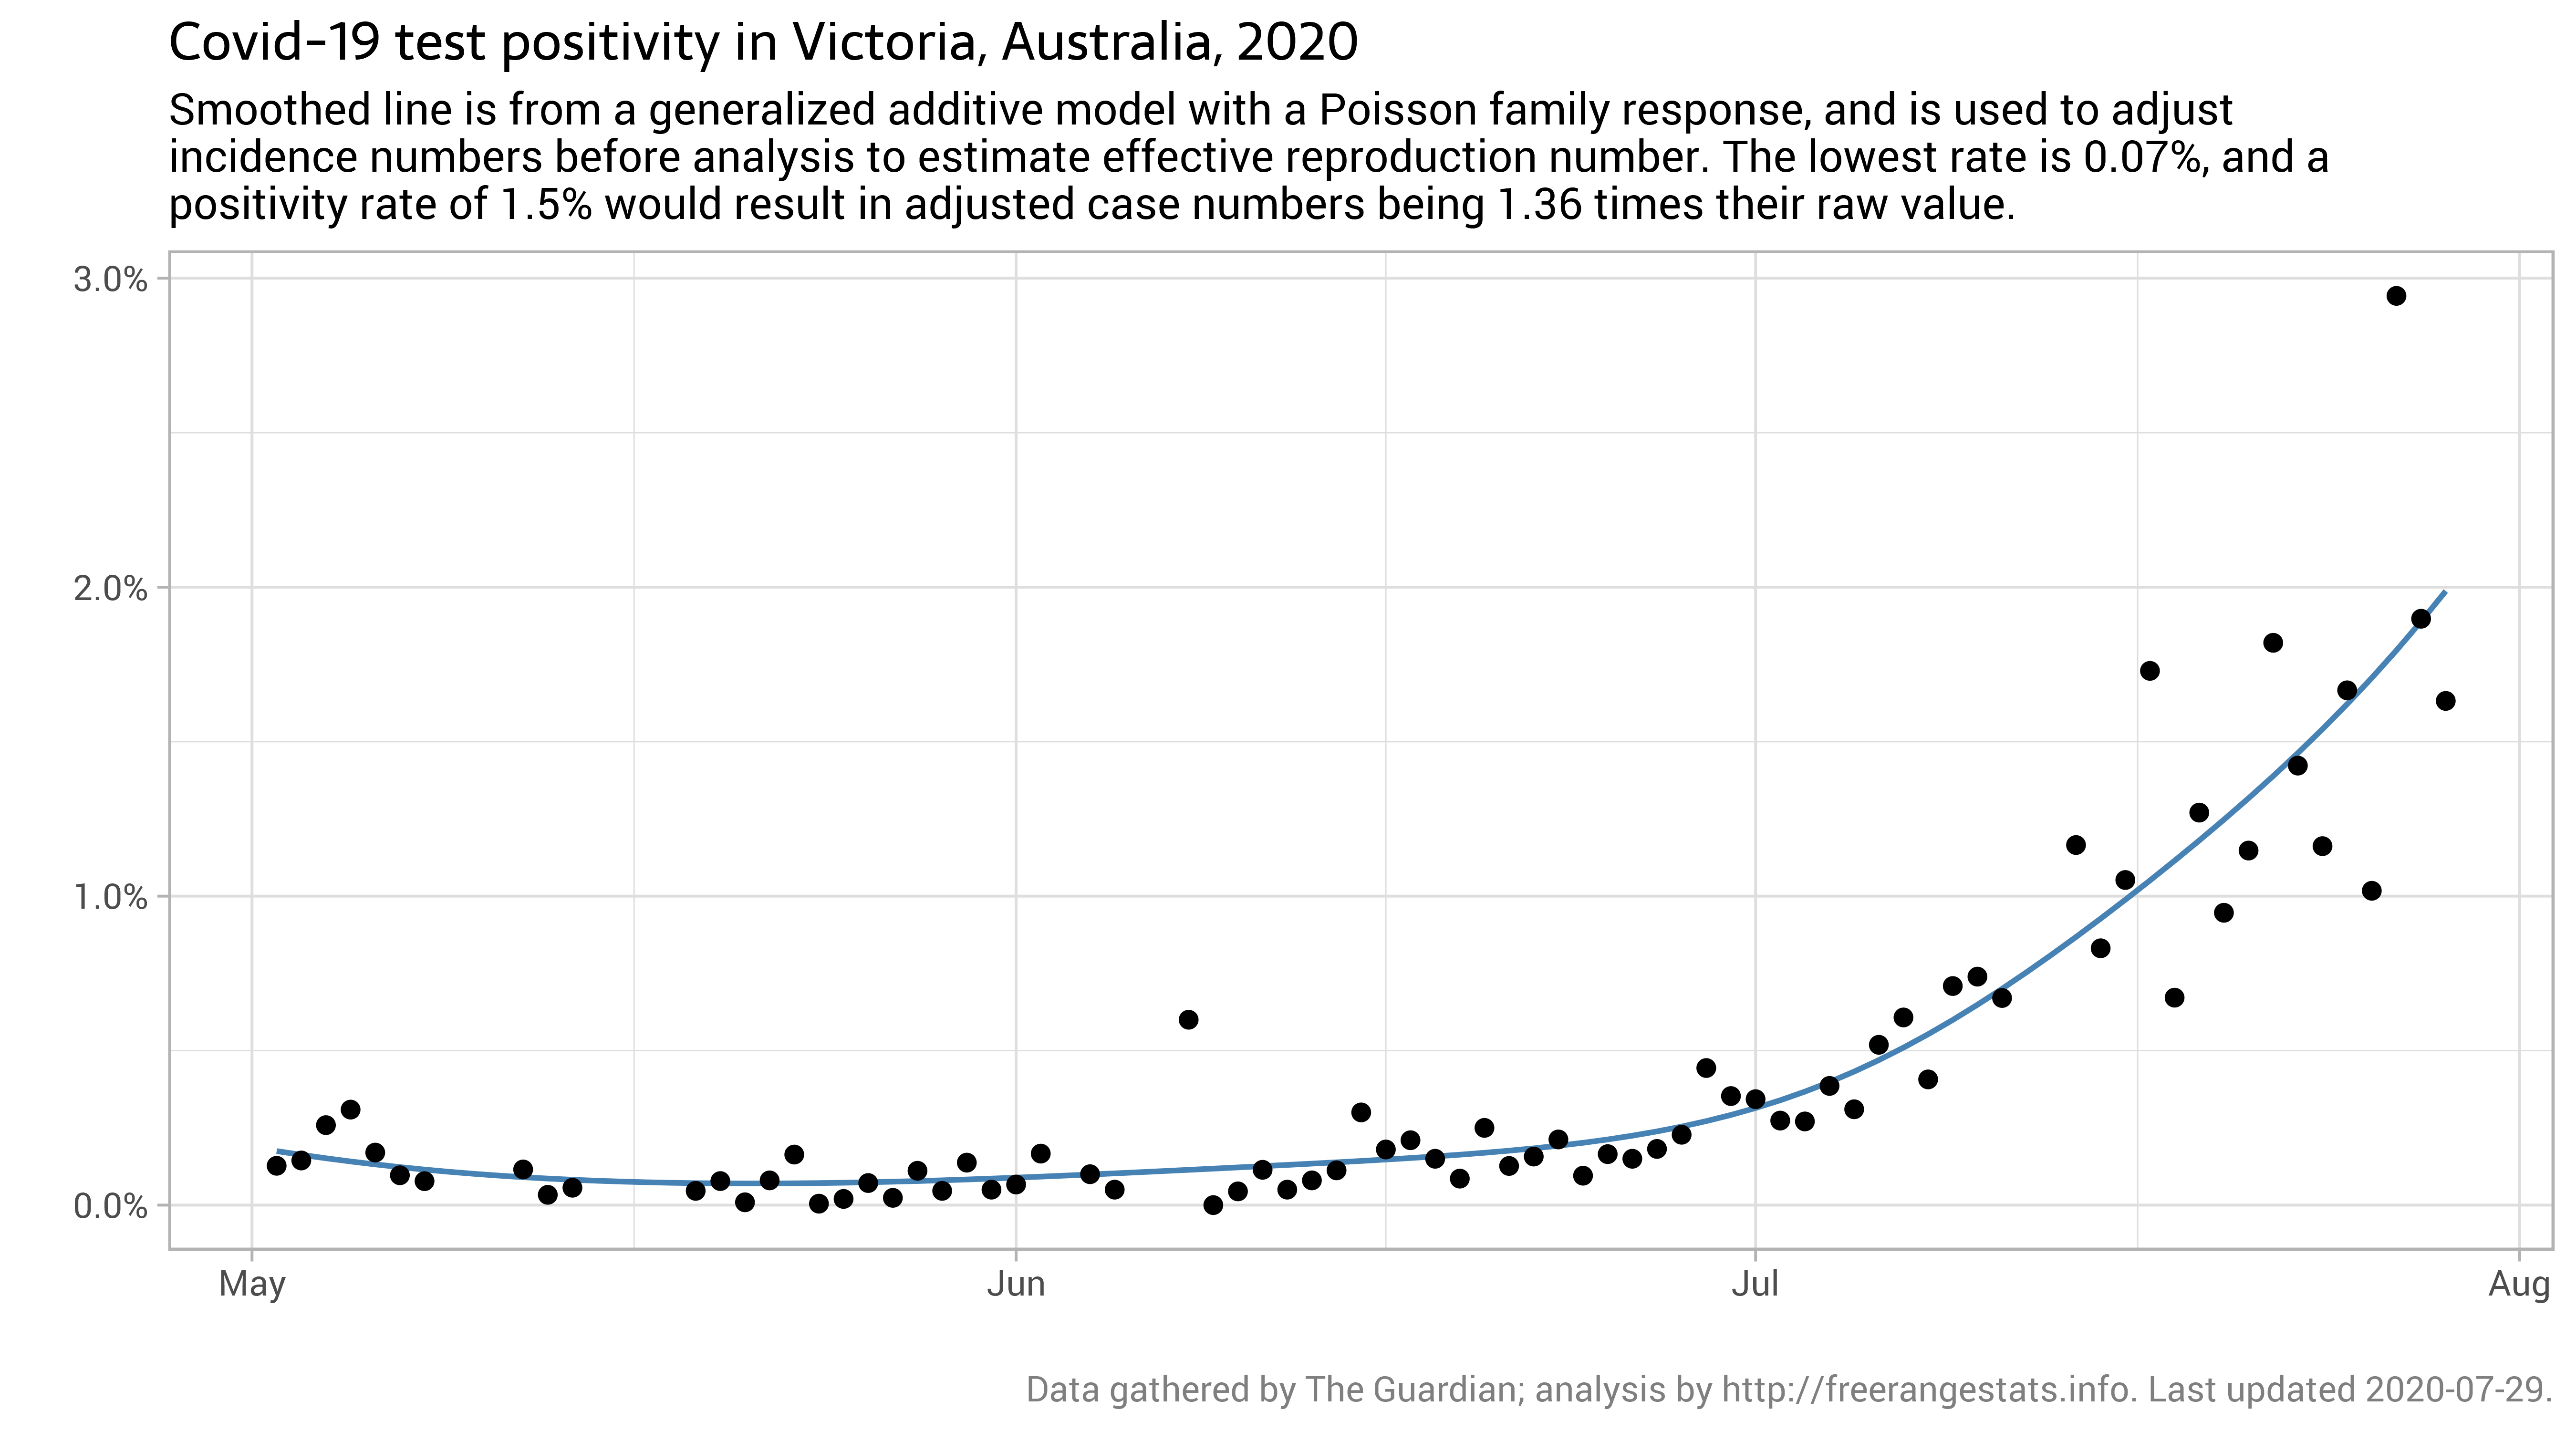 Covid-19 test positivity in Victoria, Australia, 2020
Smoothed line is from a generalized additive model with a Poisson family response, and is used to adjust
incidence numbers before analysis to estimate effective reproduction number. The lowest rate is 0.07%, and a
positivity rate of 1.5% would result in adjusted case numbers being 1.36 times their raw value.
3.0%
2.0%
1.0%
0.0%
May Jun Jul Aug
Data gathered by The Guardian; analysis by http://freerangestats.info. Last updated 2020-07-29.